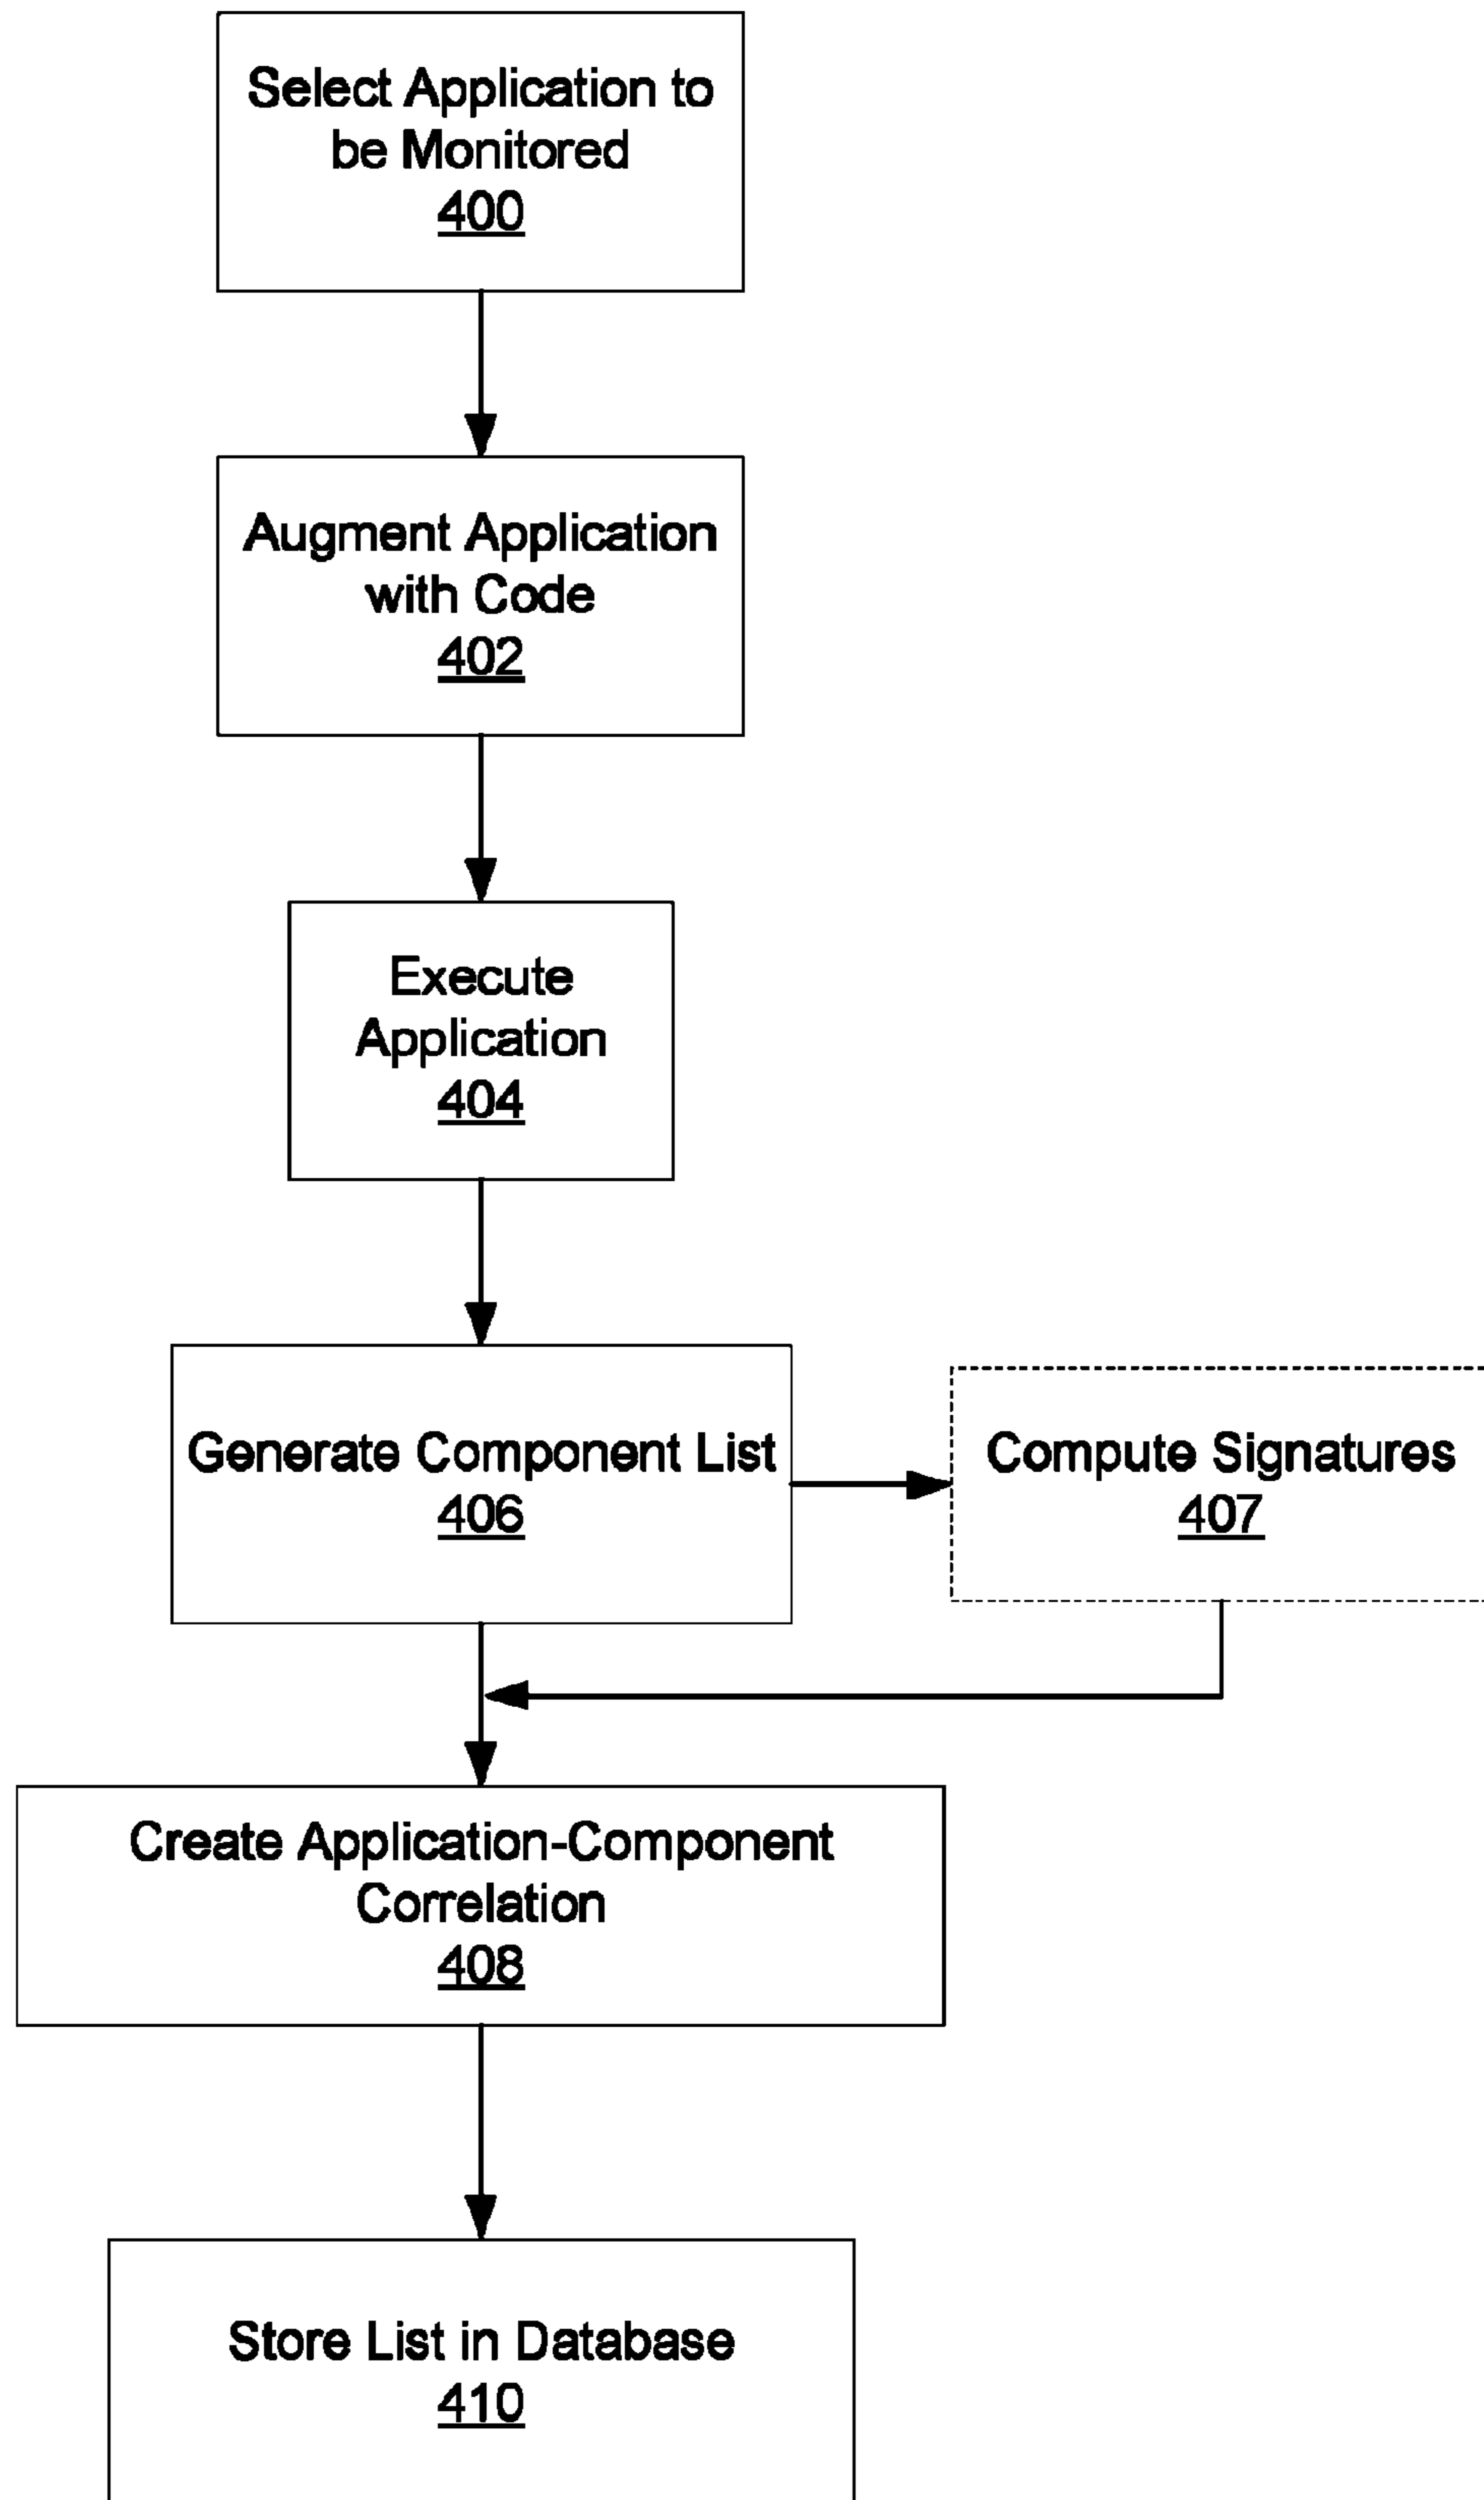 Select Application to
be Monitored
400
Augment Application
with Code
402
Execute
Application
404
Generate Component List
406
Compute Signatures
407
Create Application-Component
Correlation
408
Store List in Database
410